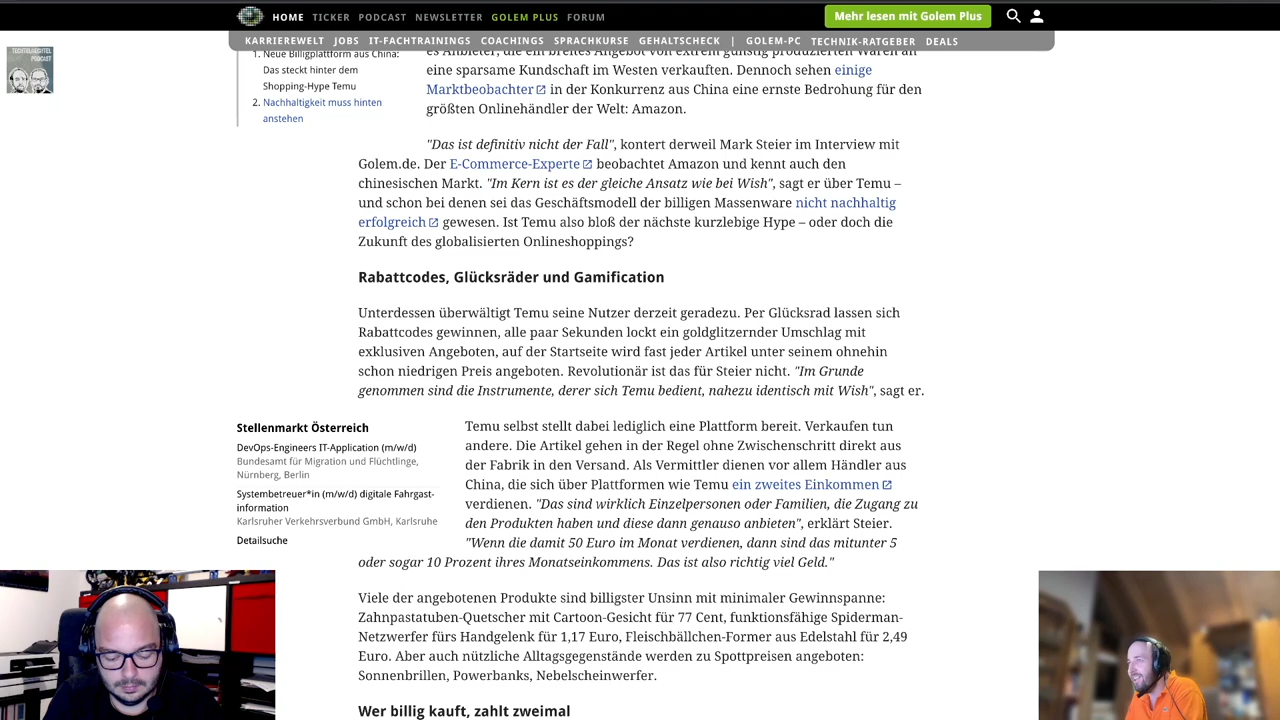 HOME TICKER PODCAST NEWSLETTER GOLEM PLUS FORUM
Mehr lesen mit Golem Plus
KARRIEREWELT JOBS IT-FACHTRAININGS COACHINGS SPRACHKURSE GEHALTSCHECK | GOLEM-PC TECHNIK-RATGEBER DEALS
TECHTELMECHTEL
PODCAST
1. Neue Billigplattform aus China:
Das steckt hinter dem
Shopping-Hype Temu
2. Nachhaltigkeit muss hinten
anstehen
es Anbieter, die ein breites Angebot von extrem günstig produzierten Waren an
eine sparsame Kundschaft im Westen verkauften. Dennoch sehen einige
Marktbeobachter in der Konkurrenz aus China eine ernste Bedrohung für den
größten Onlinehändler der Welt: Amazon.
"Das ist definitiv nicht der Fall", kontert derweil Mark Steier im Interview mit
Golem.de. Der E-Commerce-Experte beobachtet Amazon und kennt auch den
chinesischen Markt. "Im Kern ist es der gleiche Ansatz wie bei Wish", sagt er über Temu –
und schon bei denen sei das Geschäftsmodell der billigen Massenware nicht nachhaltig
erfolgreich gewesen. Ist Temu also bloß der nächste kurzlebige Hype – oder doch die
Zukunft des globalisierten Onlineshoppings?
Rabattcodes, Glücksräder und Gamification
Unterdessen überwältigt Temu seine Nutzer derzeit geradezu. Per Glücksrad lassen sich
Rabattcodes gewinnen, alle paar Sekunden lockt ein goldglitzernder Umschlag mit
exklusiven Angeboten, auf der Startseite wird fast jeder Artikel unter seinem ohnehin
schon niedrigen Preis angeboten. Revolutionär ist das für Steier nicht. "Im Grunde
genommen sind die Instrumente, derer sich Temu bedient, nahezu identisch mit Wish", sagt er.
Stellenmarkt Österreich
DevOps-Engineers IT-Application (m/w/d)
Bundesamt für Migration und Flüchtlinge,
Nürnberg, Berlin
Systembetreuer*in (m/w/d) digitale Fahrgast-
information
Karlsruher Verkehrsverbund GmbH, Karlsruhe
Detailsuche
Temu selbst stellt dabei lediglich eine Plattform bereit. Verkaufen tun
andere. Die Artikel gehen in der Regel ohne Zwischenschritt direkt aus
der Fabrik in den Versand. Als Vermittler dienen vor allem Händler aus
China, die sich über Plattformen wie Temu ein zweites Einkommen
verdienen. "Das sind wirklich Einzelpersonen oder Familien, die Zugang zu
den Produkten haben und diese dann genauso anbieten", erklärt Steier.
"Wenn die damit 50 Euro im Monat verdienen, dann sind das mitunter 5
oder sogar 10 Prozent ihres Monatseinkommens. Das ist also richtig viel Geld."
Viele der angebotenen Produkte sind billigster Unsinn mit minimaler Gewinnspanne:
Zahnpastatuben-Quetscher mit Cartoon-Gesicht für 77 Cent, funktionsfähige Spiderman-
Netzwerfer fürs Handgelenk für 1,17 Euro, Fleischbällchen-Former aus Edelstahl für 2,49
Euro. Aber auch nützliche Alltagsgegenstände werden zu Spottpreisen angeboten:
Sonnenbrillen, Powerbanks, Nebelscheinwerfer.
Wer billig kauft, zahlt zweimal